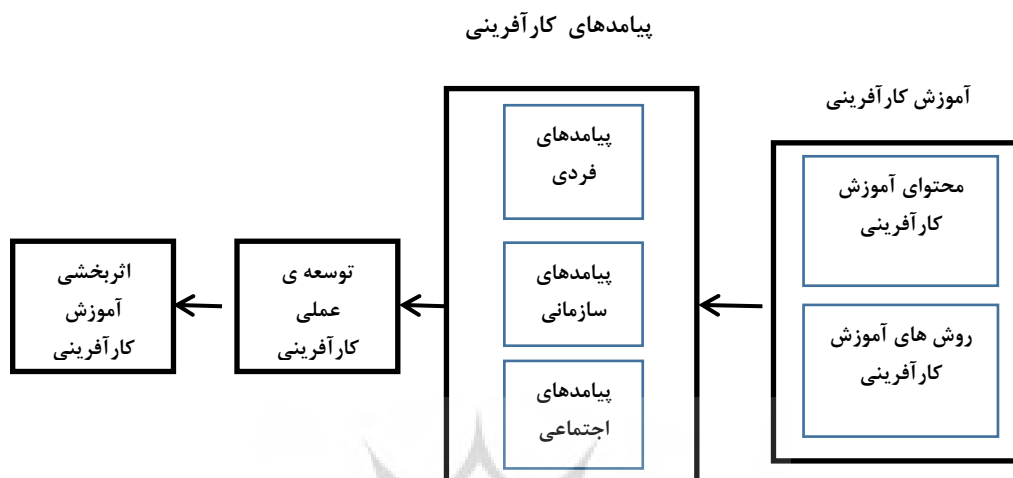 پیامدهای کارآفرینی
آموزش کارآفرینی
محتوای آموزش
کارآفرینی
روش های آموزش
کارآفرینی
پیامدهای
فردی
پیامدهای
سازمانی
پیامدهای
اجتماعی
توسعه ی
عملی
کارآفرینی
اثربخشی
آموزش
کارآفرینی